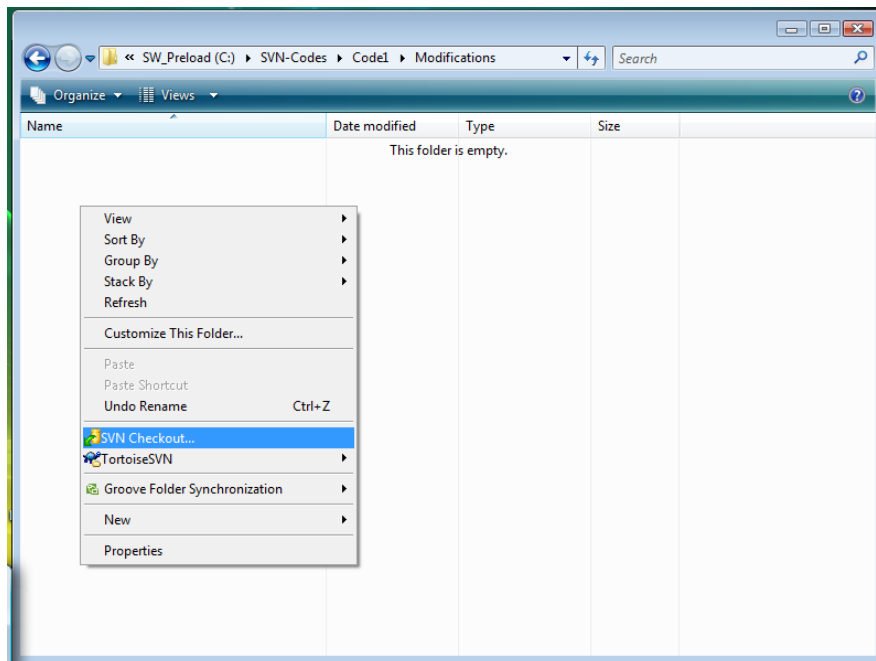 « SW_Preload (C:) ▸ SVN-Codes ▸ Code1 ▸ Modifications Search
Organize Views
Name Date modified Type Size
This folder is empty.
View
Sort By
Group By
Stack By
Refresh
Customize This Folder...
Paste
Paste Shortcut
Undo Rename Ctrl+Z
SVN Checkout...
TortoiseSVN
Groove Folder Synchronization
New
Properties